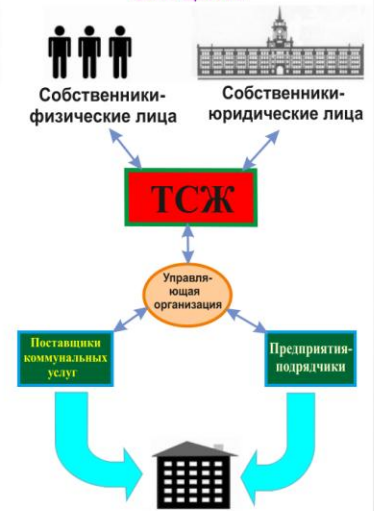 Собственники-
физические лица
Собственники-
юридические лица
ТСЖ
Управля-
ющая
организация
Поставщики
коммунальных
услуг
Предприятия-
подрядчики